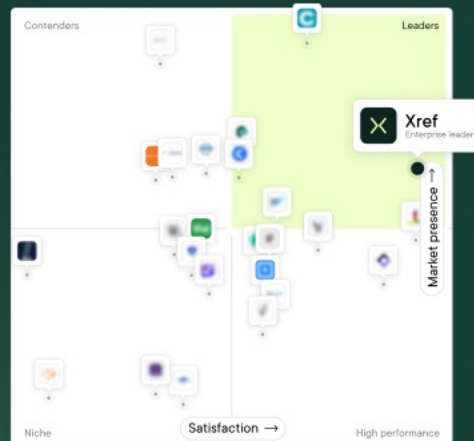 Contenders
Leaders
Xref
Enterprise leader
Market presence →
Satisfaction →
Niche
High performance